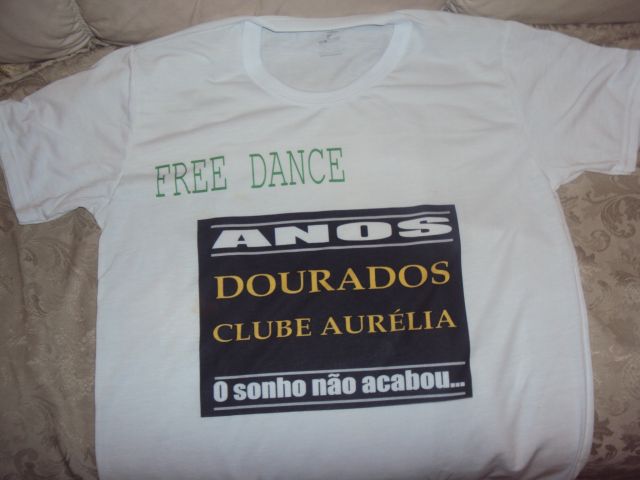 FREE DANCE
ANOS
DOURADOS
CLUBE AURÉLIA
O sonho não acabou...